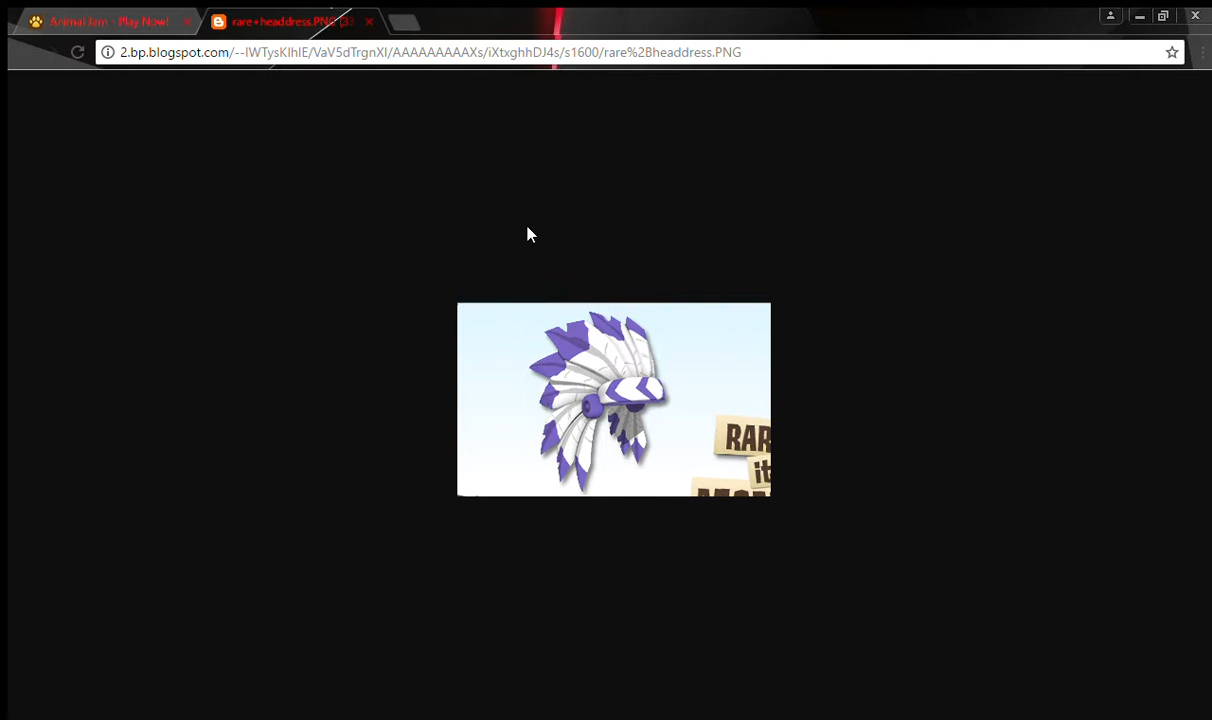 Animal Jam - Play Now!
rare+headdress.PNG (33
2.bp.blogspot.com/--IWTysKIhIE/VaV5dTrgnXI/AAAAAAAAAXs/iXtxghhDJ4s/s1600/rare%2Bheaddress.PNG
RAR
it